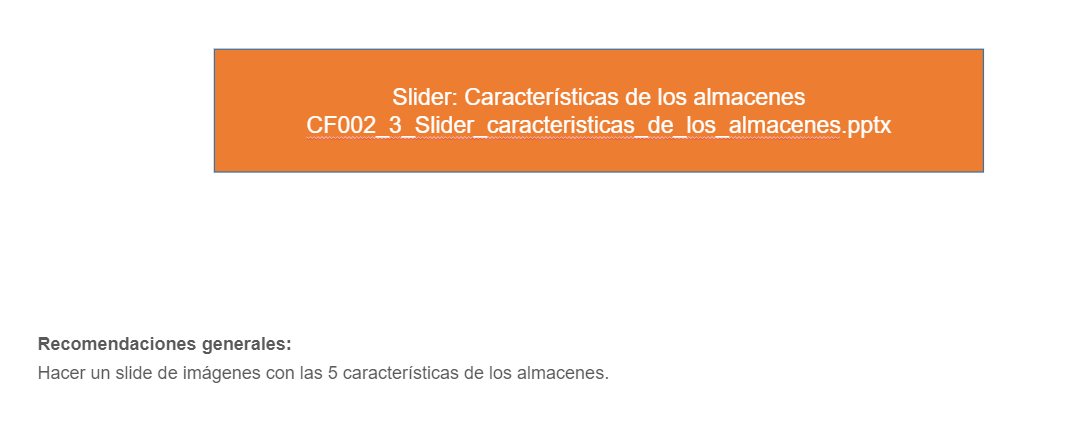 Slider: Características de los almacenes
CF002_3_Slider_caracteristicas_de_los_almacenes.pptx
Recomendaciones generales:
Hacer un slide de imágenes con las 5 características de los almacenes.